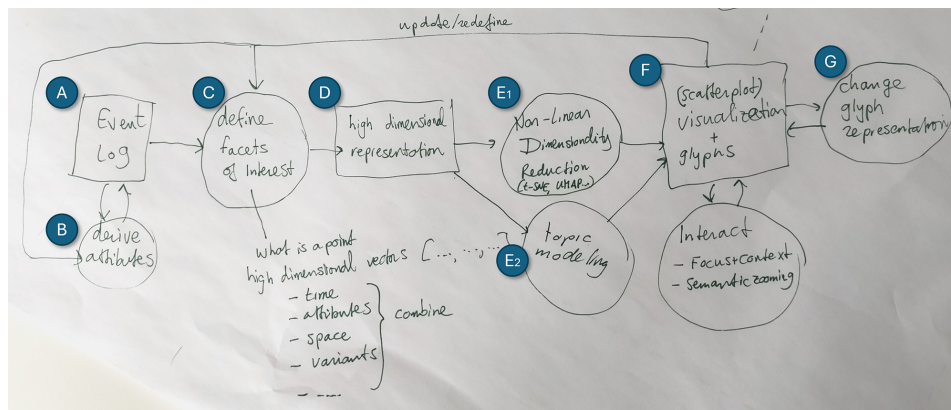 update/redefine
A
Event
Log
B
derive
attributes
C
define
facets
of Interest
D
high dimensional
representation
E1
Non-Linear
Dimensionality
Reduction
(t-SNE, UMAP...)
E2
topic
modeling
F
(scatterplot)
visualization
+
glyphs
G
change
glyph
representation
Interact
- Focus+Context
- Semantic zooming
What is a point
high dimensional vectors [..., ..., ...
- time
- attributes
- space
- variants
- ----
combine